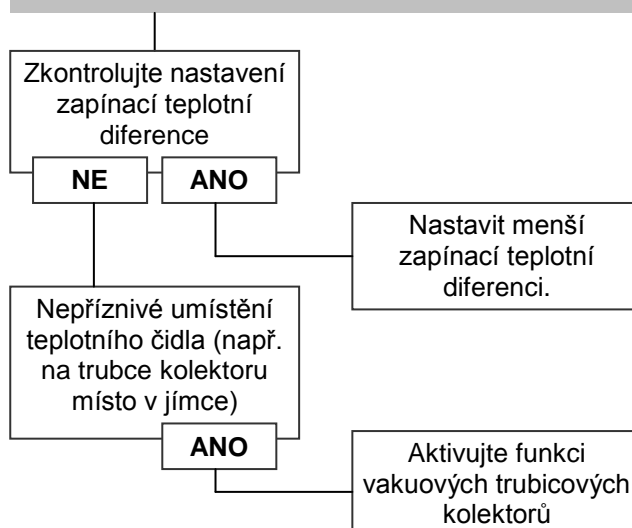 Zkontrolujte nastavení
zapínací teplotní
diference
NE
ANO
Nastavit menší
zapínací teplotní
diferenci.
Nepříznivé umístění
teplotního čidla (např.
na trubce kolektoru
místo v jímce)
ANO
Aktivujte funkci
vakuových trubicových
kolektorů